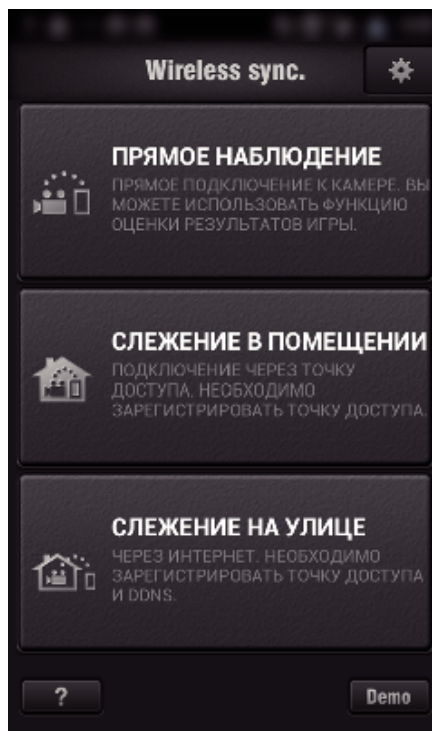 Wireless sync.
ПРЯМОЕ НАБЛЮДЕНИЕ
ПРЯМОЕ ПОДКЛЮЧЕНИЕ К КАМЕРЕ. ВЫ
МОЖЕТЕ ИСПОЛЬЗОВАТЬ ФУНКЦИЮ
ОЦЕНКИ РЕЗУЛЬТАТОВ ИГРЫ.
СЛЕЖЕНИЕ В ПОМЕЩЕНИИ
ПОДКЛЮЧЕНИЕ ЧЕРЕЗ ТОЧКУ
ДОСТУПА. НЕОБХОДИМО
ЗАРЕГИСТРИРОВАТЬ ТОЧКУ ДОСТУПА.
СЛЕЖЕНИЕ НА УЛИЦЕ
ЧЕРЕЗ ИНТЕРНЕТ. НЕОБХОДИМО
ЗАРЕГИСТРИРОВАТЬ ТОЧКУ ДОСТУПА
И DDNS.
?
Demo